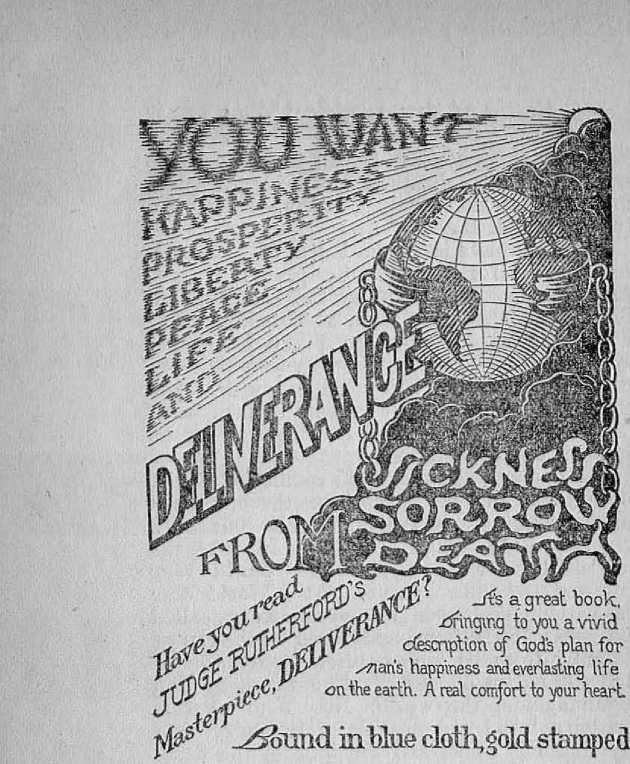 YOU WANT
HAPPINESS
PROSPERITY
LIBERTY
PEACE
LIFE
AND
DELIVERANCE
FROM
SICKNESS
SORROW
DEATH
Have you read
JUDGE RUTHERFORD'S
Masterpiece, DELIVERANCE?
It's a great book,
bringing to you a vivid
description of God's plan for
man's happiness and everlasting life
on the earth. A real comfort to your heart
Bound in blue cloth, gold stamped